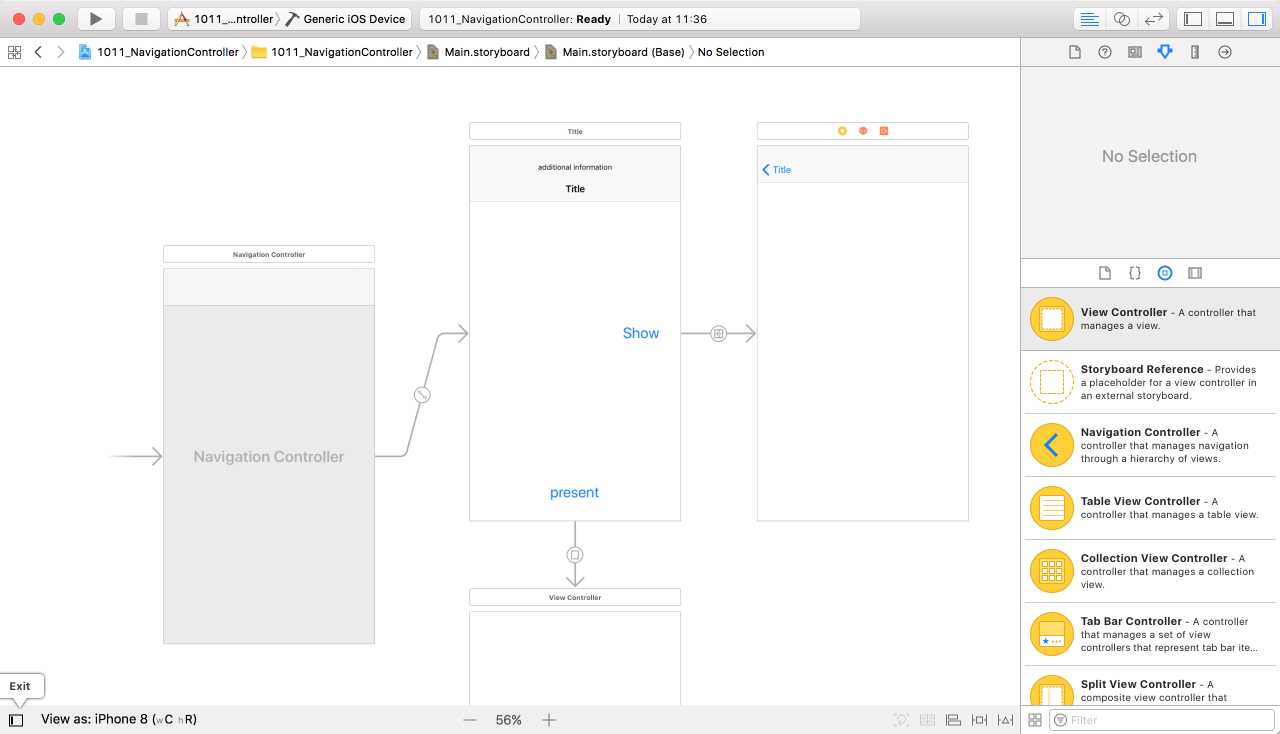 1011_...ntroller Generic iOS Device 1011_NavigationController: Ready Today at 11:36
1011_NavigationController 1011_NavigationController Main.storyboard Main.storyboard (Base) No Selection
No Selection
Title
additional information
Title
Show
present
Title
Navigation Controller
Navigation Controller
View Controller
View Controller - A controller that
manages a view.
Storyboard Reference - Provides
a placeholder for a view controller in
an external storyboard.
Navigation Controller - A
controller that manages navigation
through a hierarchy of views.
Table View Controller - A
controller that manages a table view.
Collection View Controller - A
controller that manages a collection
view.
Tab Bar Controller - A controller
that manages a set of view
controllers that represent tab bar ite...
Split View Controller - A
composite view controller that
Exit
View as: iPhone 8 (wC hR) 56% Filter